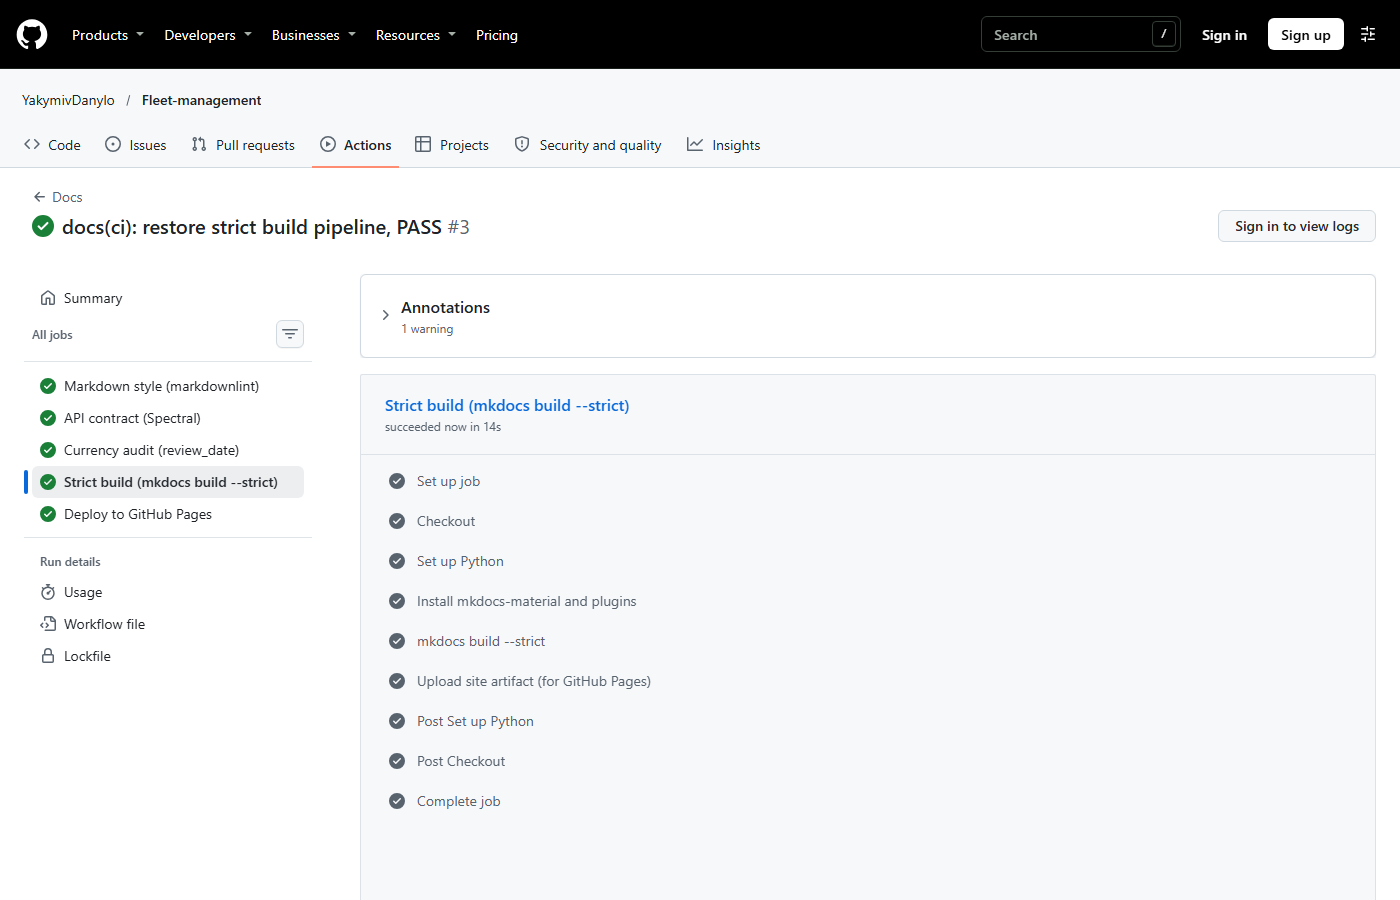 Products
Developers
Businesses
Resources
Pricing
Search
/
Sign in
Sign up
YakymivDanylo / Fleet-management
Code
Issues
Pull requests
Actions
Projects
Security and quality
Insights
Docs
docs(ci): restore strict build pipeline, PASS #3
Sign in to view logs
Summary
All jobs
Markdown style (markdownlint)
API contract (Spectral)
Currency audit (review_date)
Strict build (mkdocs build --strict)
Deploy to GitHub Pages
Run details
Usage
Workflow file
Lockfile
Annotations
1 warning
Strict build (mkdocs build --strict)
succeeded now in 14s
Set up job
Checkout
Set up Python
Install mkdocs-material and plugins
mkdocs build --strict
Upload site artifact (for GitHub Pages)
Post Set up Python
Post Checkout
Complete job